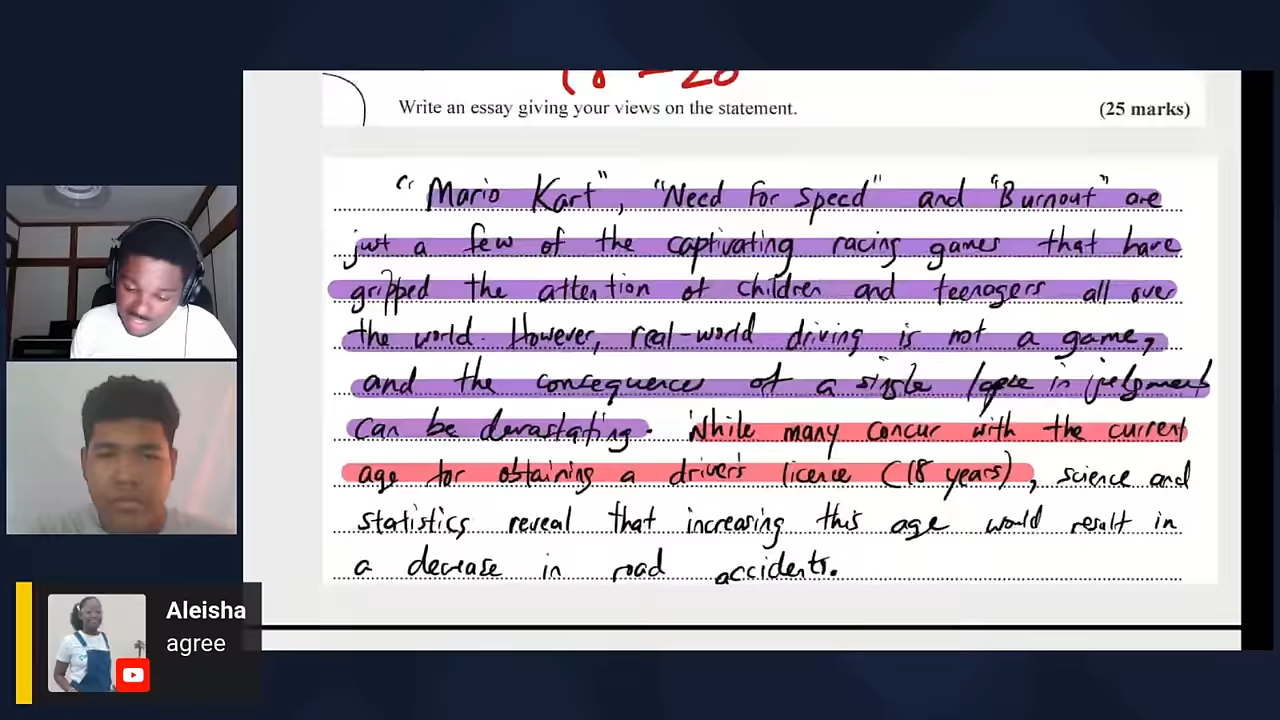 18 - 20
Write an essay giving your views on the statement. (25 marks)
"Mario Kart", "Need for speed" and "Burnout" are
just a few of the captivating racing games that have
gripped the attention of children and teenagers all over
the world. However, real-world driving is not a game,
and the consequences of a single lapse in judgment
can be devastating. While many concur with the current
age for obtaining a driver's licence (18 years), science and
statistics reveal that increasing this age would result in
a decrease in road accidents.
Aleisha
agree